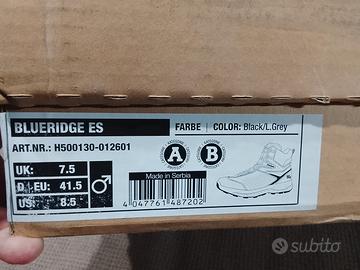 BLUERIDGE ES
FARBE | COLOR: Black/L.Grey
ART.NR.: H500130-012601
UK: 7.5
D | EU: 41.5
US: 8.5
A
B
Made in Serbia
4 047761 487202
subito